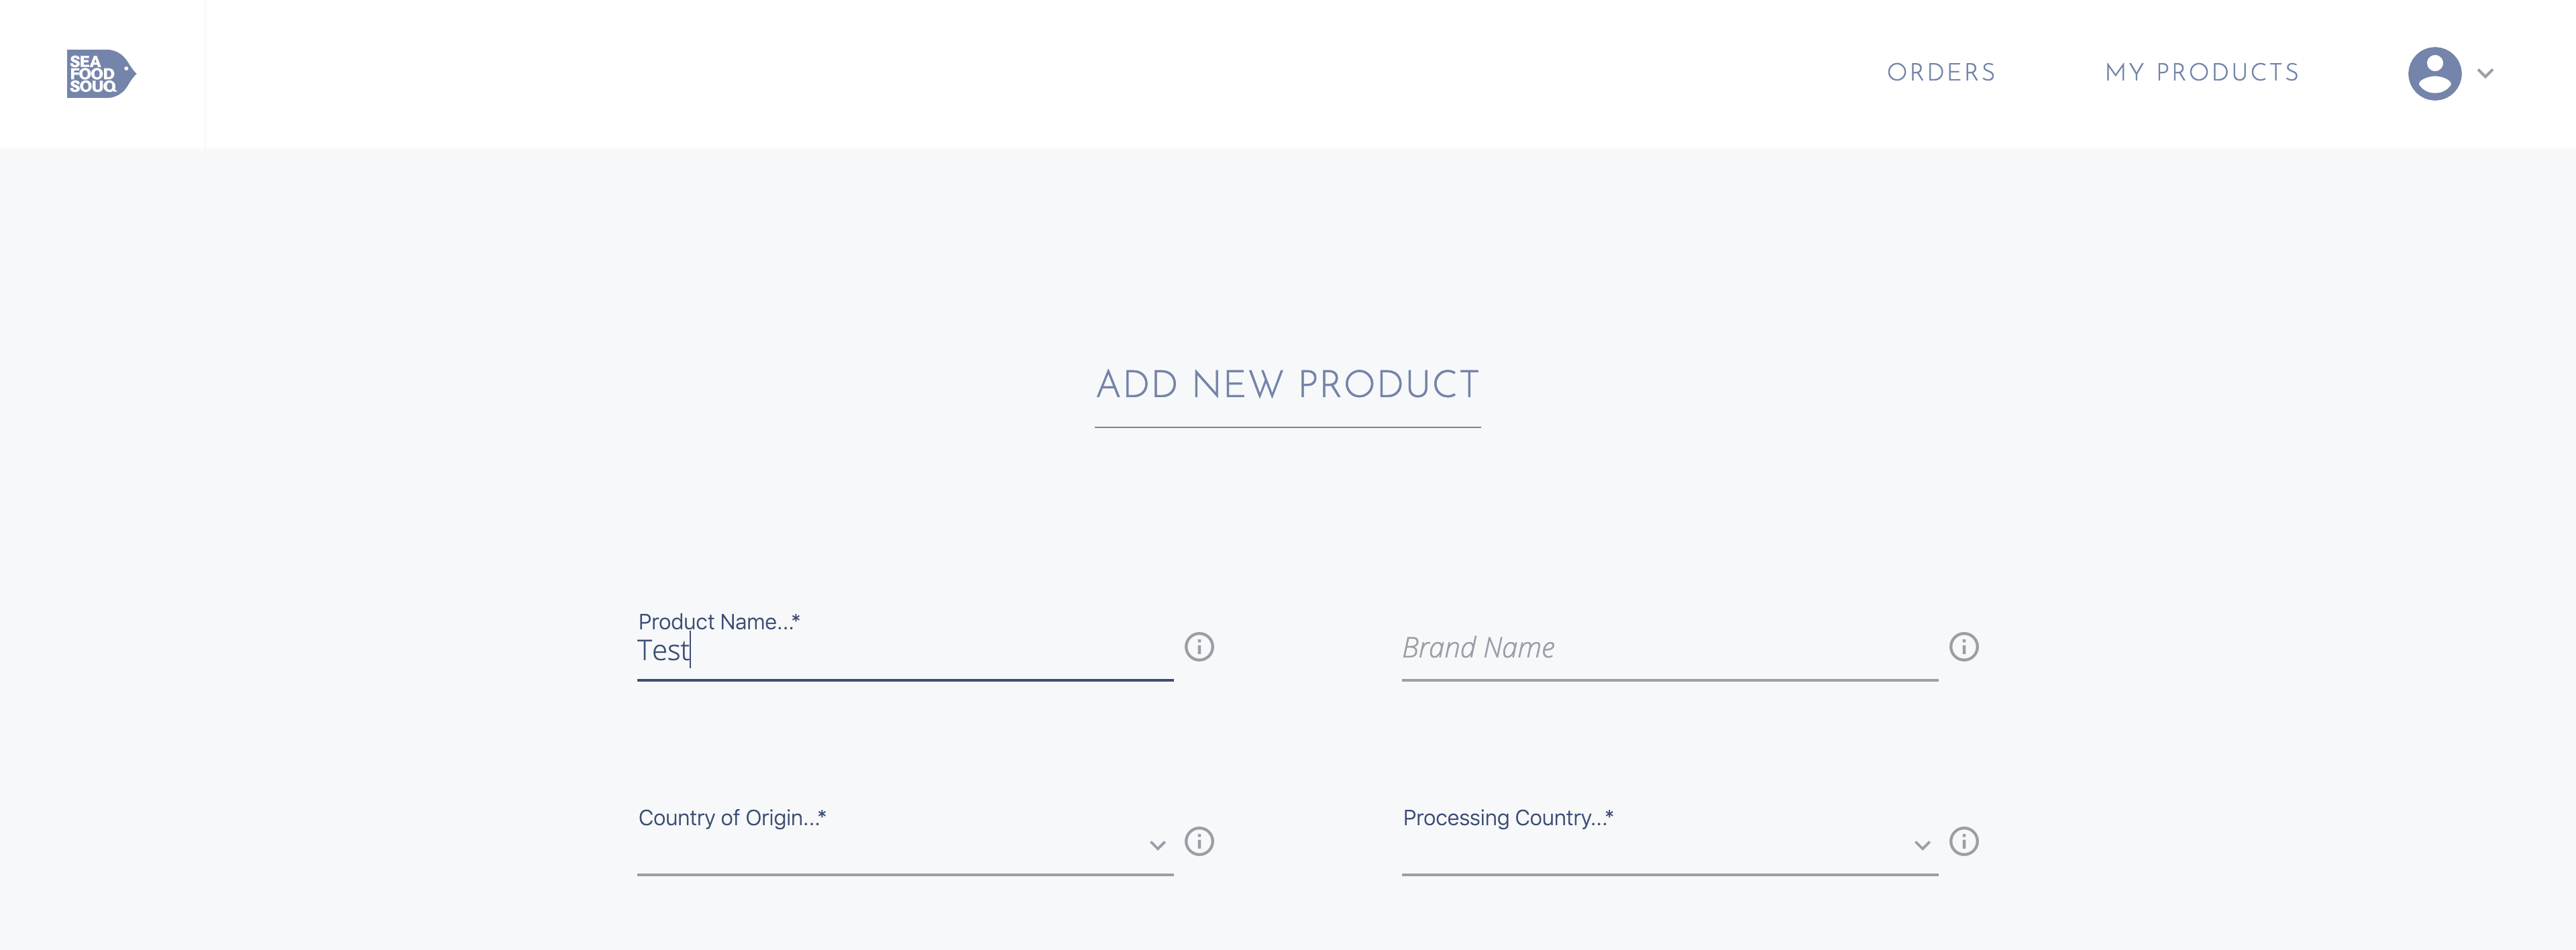 SEA
FOOD
SOUQ
ORDERS
MY PRODUCTS
ADD NEW PRODUCT
Product Name...*
Test
Brand Name
Country of Origin...*
Processing Country...*